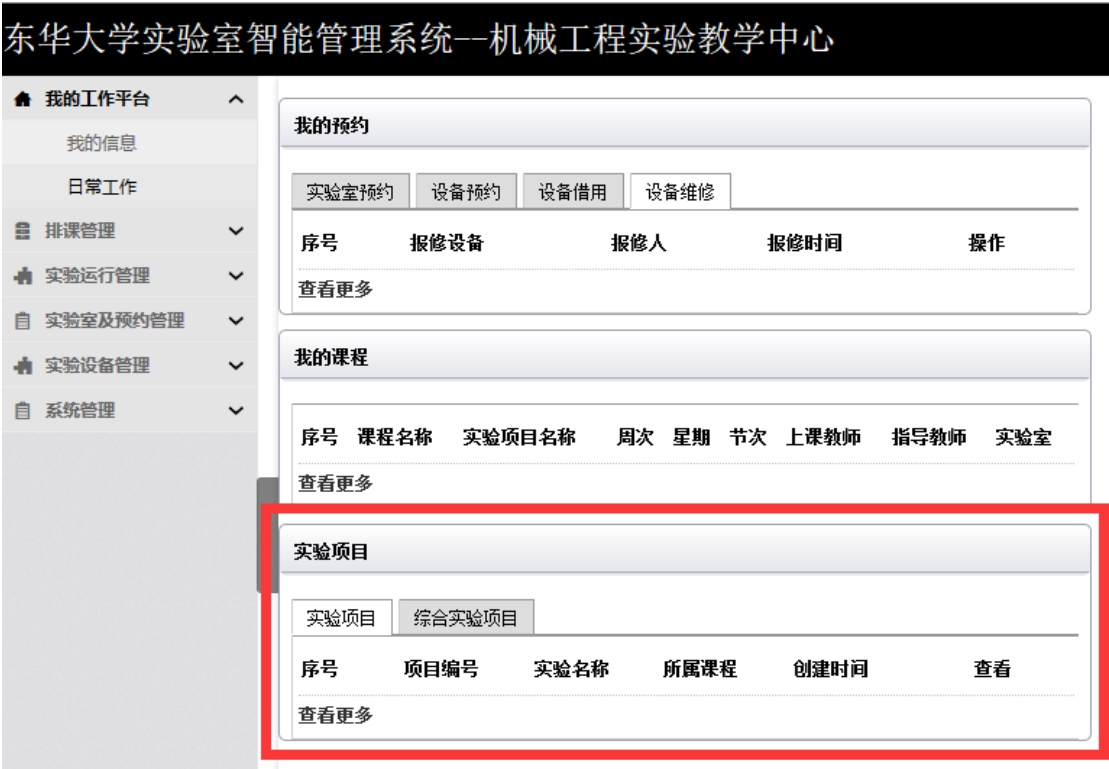 东华大学实验室智能管理系统--机械工程实验教学中心
我的工作平台
我的信息
日常工作
排课管理
实验运行管理
实验室及预约管理
实验设备管理
系统管理
我的预约
实验室预约 设备预约 设备借用 设备维修
序号 报修设备 报修人 报修时间 操作
查看更多
我的课程
序号 课程名称 实验项目名称 周次 星期 节次 上课教师 指导教师 实验室
查看更多
实验项目
实验项目 综合实验项目
序号 项目编号 实验名称 所属课程 创建时间 查看
查看更多